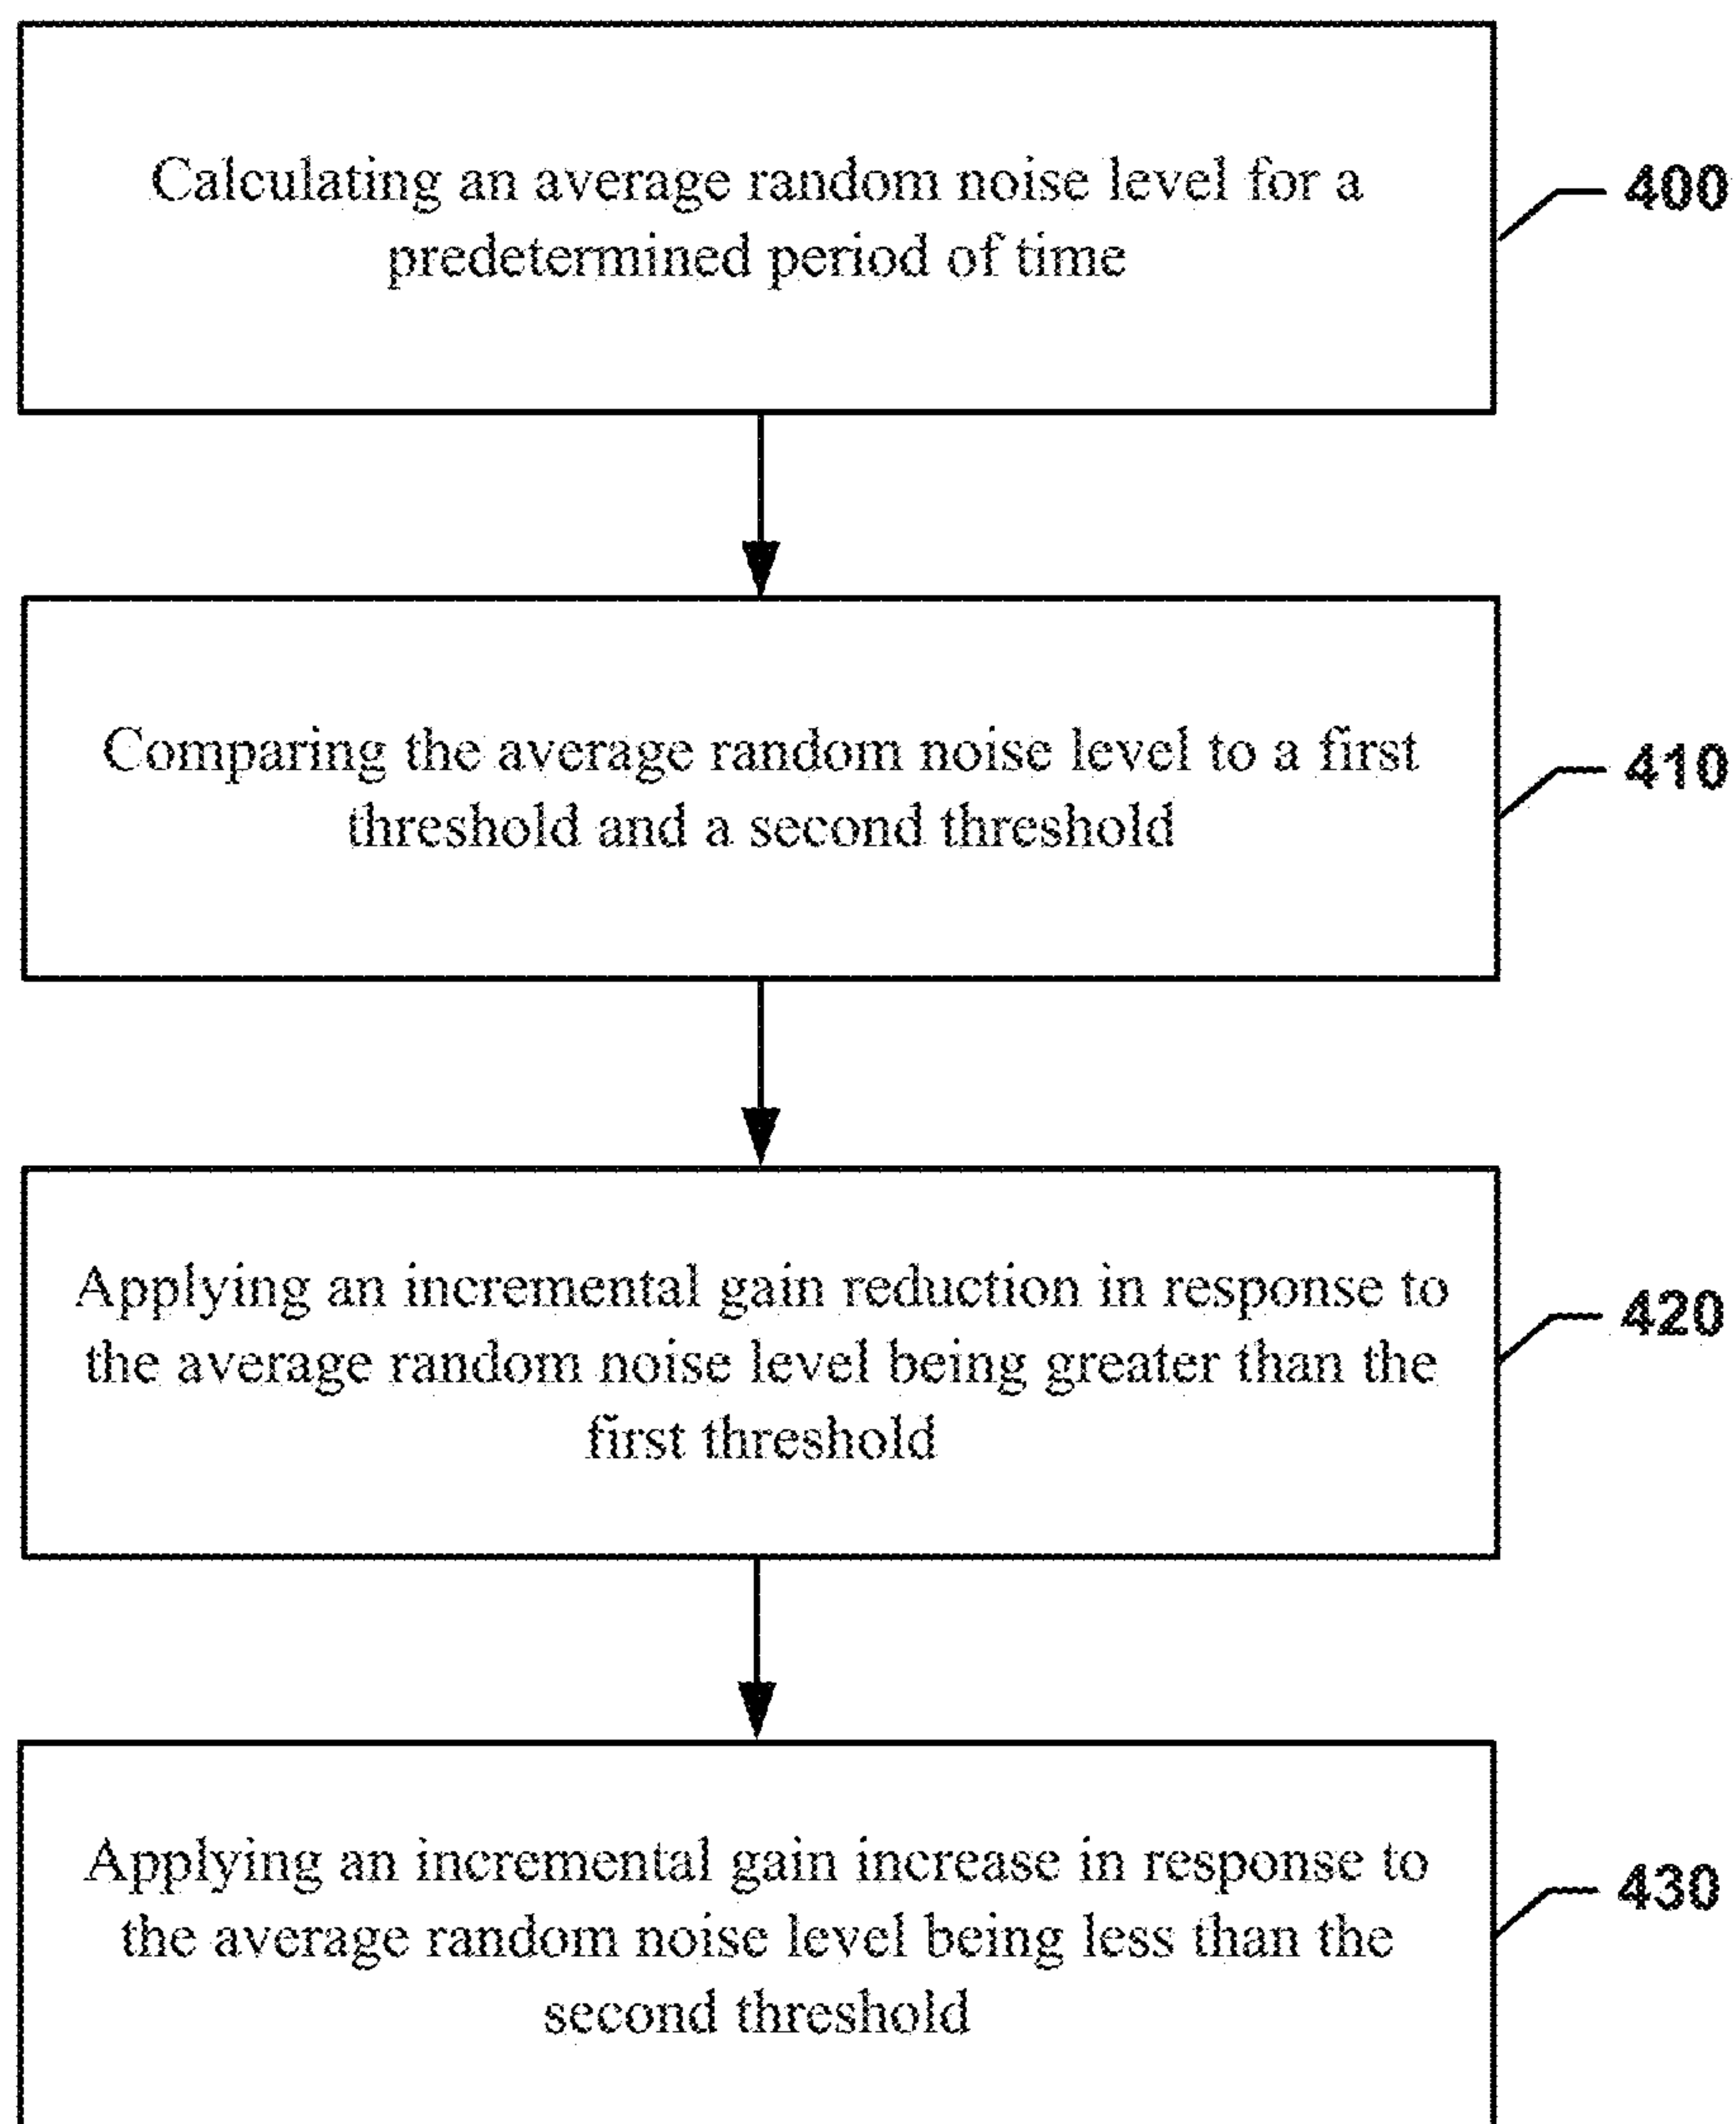 Calculating an average random noise level for a
predetermined period of time
400
Comparing the average random noise level to a first
threshold and a second threshold
410
Applying an incremental gain reduction in response to
the average random noise level being greater than the
first threshold
420
Applying an incremental gain increase in response to
the average random noise level being less than the
second threshold
430